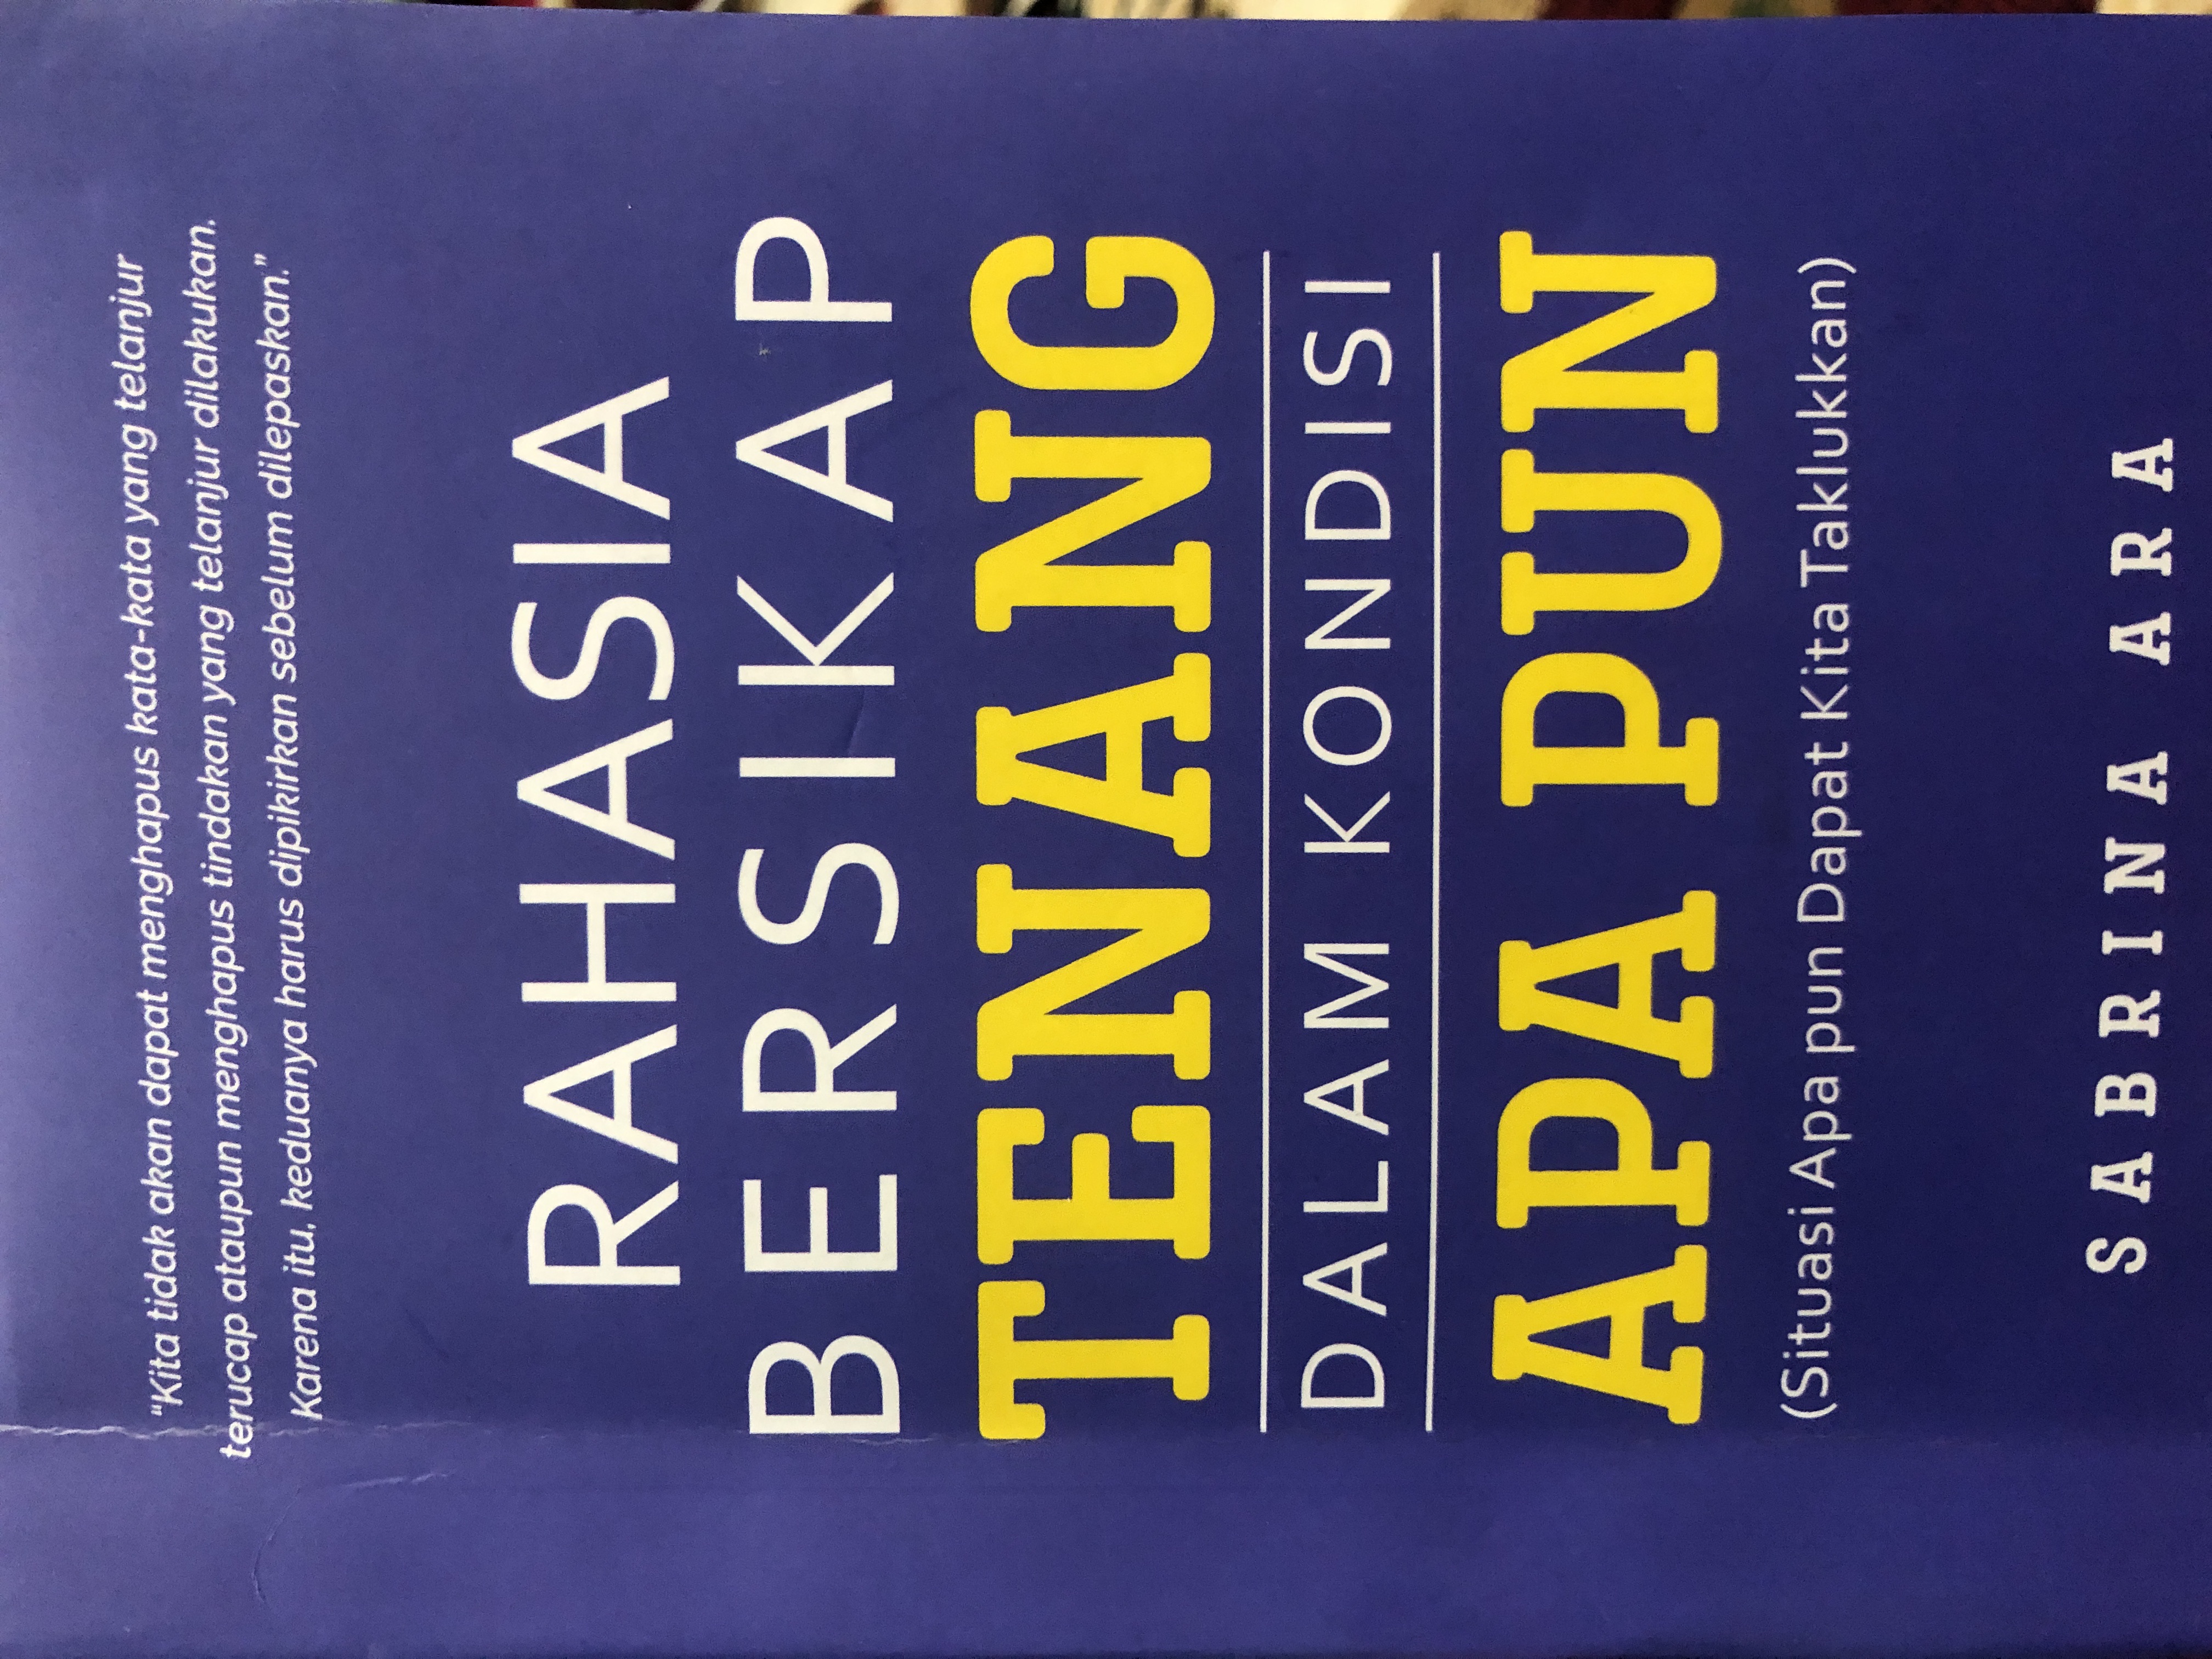 "Kita tidak akan dapat menghapus kata-kata yang telanjur
terucap ataupun menghapus tindakan yang telanjur dilakukan.
Karena itu, keduanya harus dipikirkan sebelum dilepaskan."
RAHASIA
BERSIKAP
TENANG
DALAM KONDISI
APA PUN
(Situasi Apa pun Dapat Kita Taklukkan)
SABRINA ARA